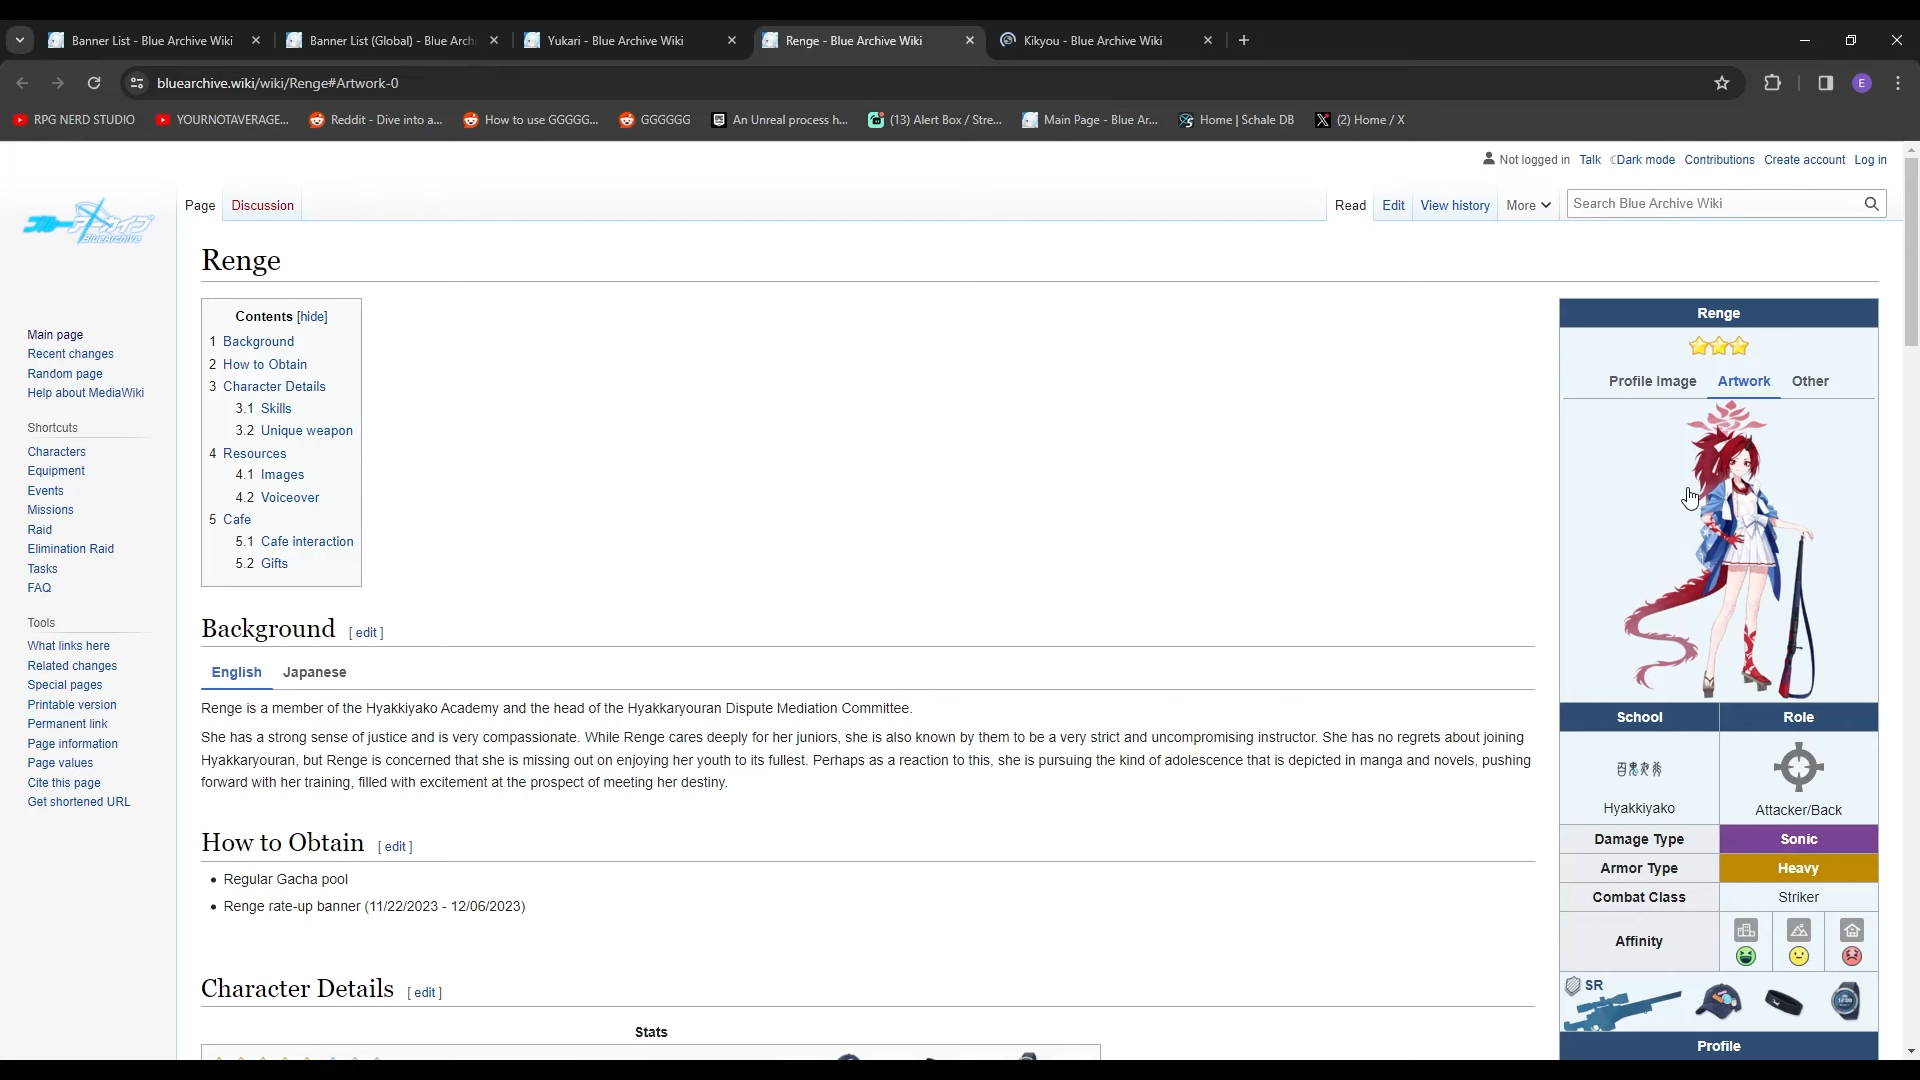 Banner List - Blue Archive Wiki
Banner List (Global) - Blue Arch
Yukari - Blue Archive Wiki
Renge - Blue Archive Wiki
Kikyou - Blue Archive Wiki
bluearchive.wiki/wiki/Renge#Artwork-0
E
RPG NERD STUDIO
YOURNOTAVERAGE...
Reddit - Dive into a...
How to use GGGGG...
GGGGGG
An Unreal process h...
(13) Alert Box / Stre...
Main Page - Blue Ar...
Home | Schale DB
(2) Home / X
Not logged in Talk Dark mode Contributions Create account Log in
ブルーアーカイブ
BlueArchive
Page Discussion
Read Edit View history More Search Blue Archive Wiki
Main page
Recent changes
Random page
Help about MediaWiki
Shortcuts
Characters
Equipment
Events
Missions
Raid
Elimination Raid
Tasks
FAQ
Tools
What links here
Related changes
Special pages
Printable version
Permanent link
Page information
Page values
Cite this page
Get shortened URL
Renge
Contents [hide]
1 Background
2 How to Obtain
3 Character Details
3.1 Skills
3.2 Unique weapon
4 Resources
4.1 Images
4.2 Voiceover
5 Cafe
5.1 Cafe interaction
5.2 Gifts
Background [ edit ]
English Japanese
Renge is a member of the Hyakkiyako Academy and the head of the Hyakkaryouran Dispute Mediation Committee.
She has a strong sense of justice and is very compassionate. While Renge cares deeply for her juniors, she is also known by them to be a very strict and uncompromising instructor. She has no regrets about joining
Hyakkaryouran, but Renge is concerned that she is missing out on enjoying her youth to its fullest. Perhaps as a reaction to this, she is pursuing the kind of adolescence that is depicted in manga and novels, pushing
forward with her training, filled with excitement at the prospect of meeting her destiny.
How to Obtain [ edit ]
Regular Gacha pool
Renge rate-up banner (11/22/2023 - 12/06/2023)
Character Details [ edit ]
Stats
Renge
Profile Image Artwork Other
School Role
百鬼夜行
Hyakkiyako Attacker/Back
Damage Type Sonic
Armor Type Heavy
Combat Class Striker
Affinity
SR
Profile